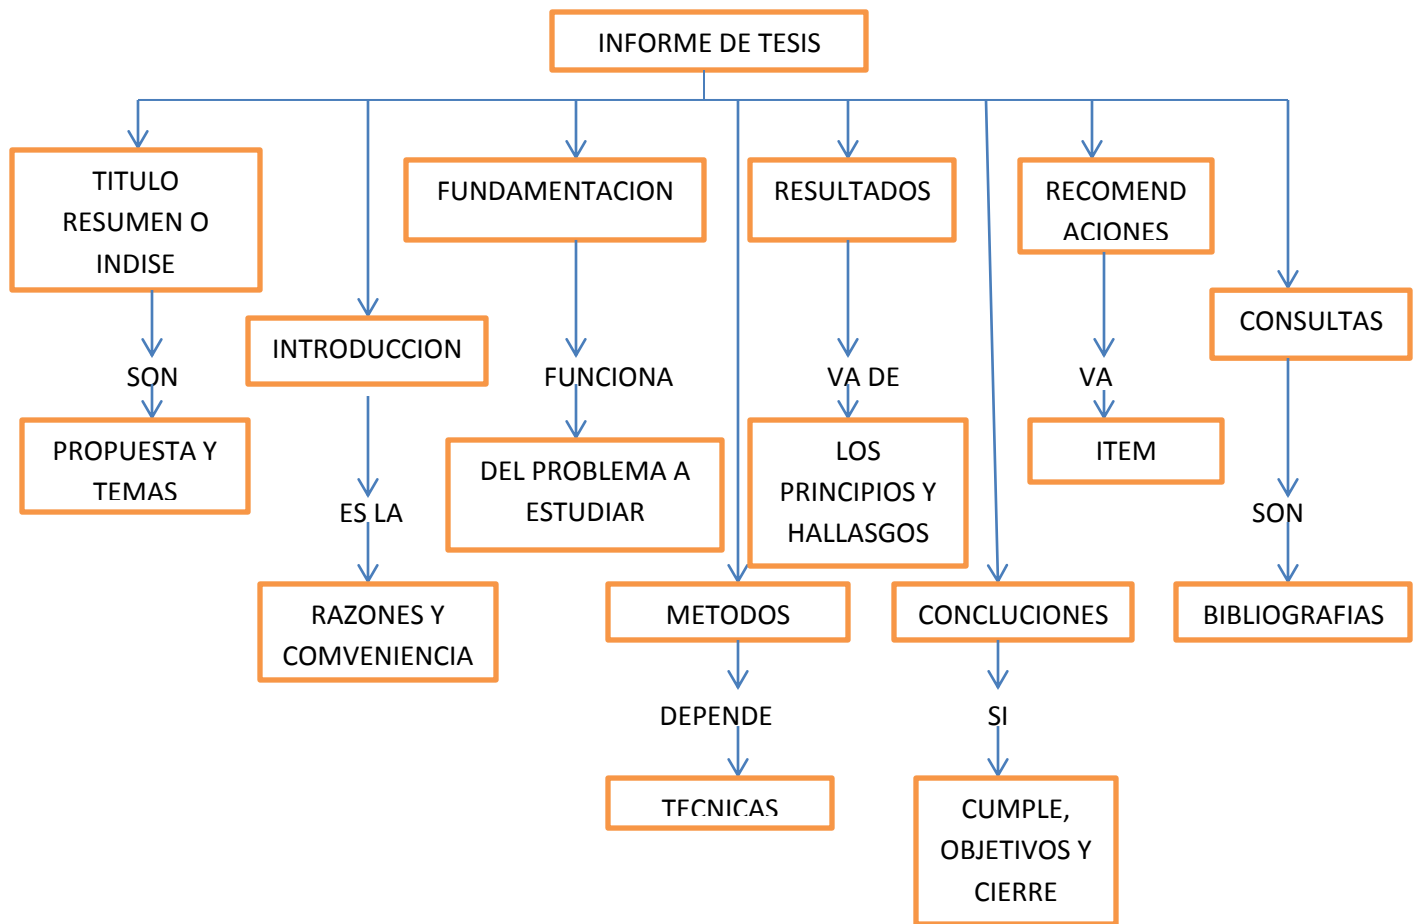 INFORME DE TESIS
TITULO
RESUMEN O
INDISE
SON
PROPUESTA Y
TEMAS
INTRODUCCION
ES LA
RAZONES Y
COMVENIENCIA
FUNDAMENTACION
FUNCIONA
DEL PROBLEMA A
ESTUDIAR
METODOS
DEPENDE
TECNICAS
RESULTADOS
VA DE
LOS
PRINCIPIOS Y
HALLASGOS
CONCLUCIONES
SI
CUMPLE,
OBJETIVOS Y
CIERRE
RECOMEND
ACIONES
VA
ITEM
CONSULTAS
SON
BIBLIOGRAFIAS